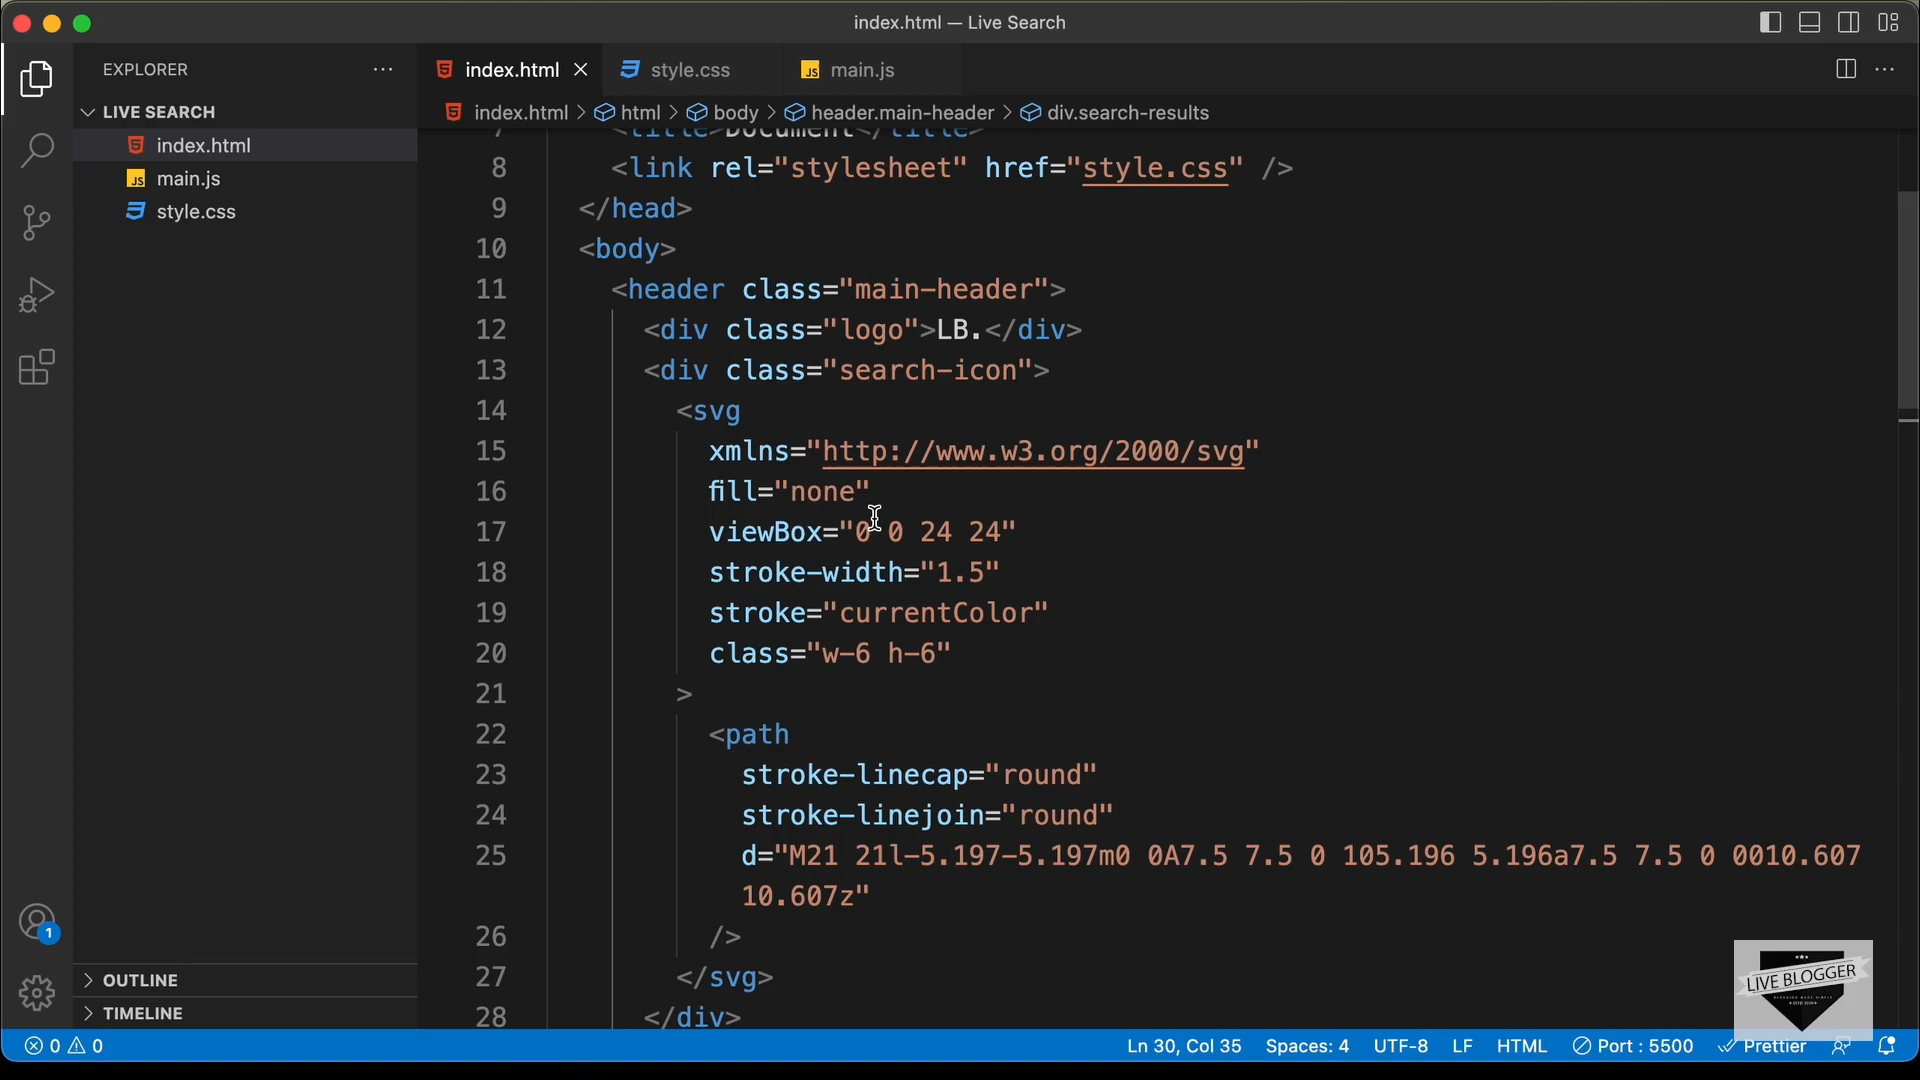 index.html — Live Search
EXPLORER
LIVE SEARCH
index.html
main.js
style.css
OUTLINE
TIMELINE
index.html
style.css
main.js
index.html > html > body > header.main-header > div.search-results
7 <title>Document</title>
8 <link rel="stylesheet" href="style.css" />
9 </head>
10 <body>
11 <header class="main-header">
12 <div class="logo">LB.</div>
13 <div class="search-icon">
14 <svg
15 xmlns="http://www.w3.org/2000/svg"
16 fill="none"
17 viewBox="0 0 24 24"
18 stroke-width="1.5"
19 stroke="currentColor"
20 class="w-6 h-6"
21 >
22 <path
23 stroke-linecap="round"
24 stroke-linejoin="round"
25 d="M21 21l-5.197-5.197m0 0A7.5 7.5 0 105.196 5.196a7.5 7.5 0 0010.607
10.607z"
26 />
27 </svg>
28 </div>
LIVE BLOGGER
1
0 0 Ln 30, Col 35 Spaces: 4 UTF-8 LF HTML Port : 5500 Prettier